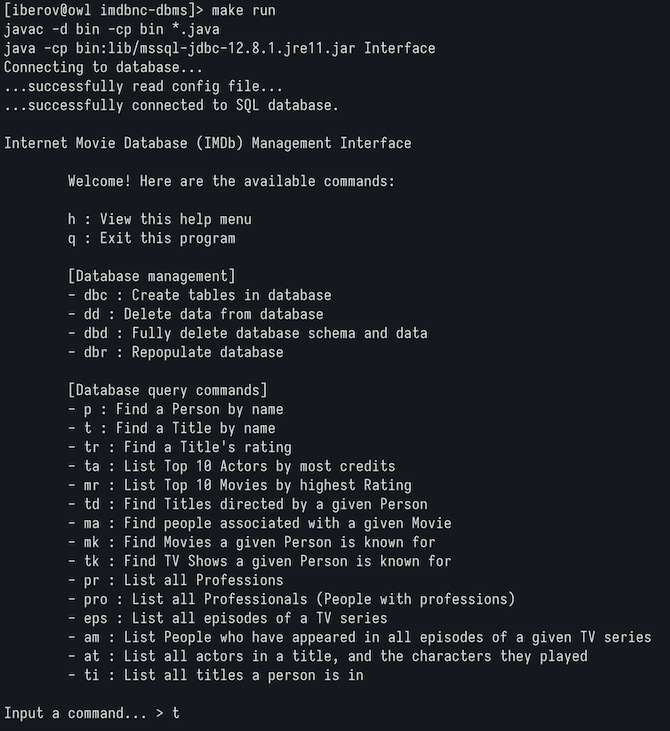 [iberov@owl imdbnc-dbms]> make run
javac -d bin -cp bin *.java
java -cp bin:lib/mssql-jdbc-12.8.1.jre11.jar Interface
Connecting to database...
...successfully read config file...
...successfully connected to SQL database.
Internet Movie Database (IMDb) Management Interface
Welcome! Here are the available commands:
h : View this help menu
q : Exit this program
[Database management]
- dbc : Create tables in database
- dd : Delete data from database
- dbd : Fully delete database schema and data
- dbr : Repopulate database
[Database query commands]
- p : Find a Person by name
- t : Find a Title by name
- tr : Find a Title's rating
- ta : List Top 10 Actors by most credits
- mr : List Top 10 Movies by highest Rating
- td : Find Titles directed by a given Person
- ma : Find people associated with a given Movie
- mk : Find Movies a given Person is known for
- tk : Find TV Shows a given Person is known for
- pr : List all Professions
- pro : List all Professionals (People with professions)
- eps : List all episodes of a TV series
- am : List People who have appeared in all episodes of a given TV series
- at : List all actors in a title, and the characters they played
- ti : List all titles a person is in
Input a command... > t